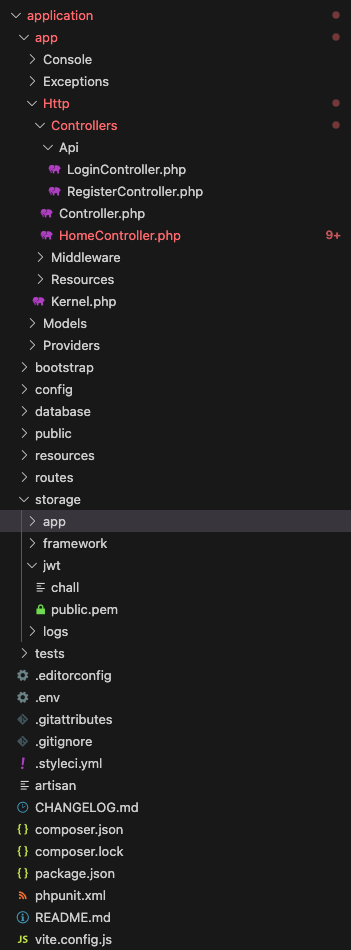 application
app
Console
Exceptions
Http
Controllers
Api
LoginController.php
RegisterController.php
Controller.php
HomeController.php 9+
Middleware
Resources
Kernel.php
Models
Providers
bootstrap
config
database
public
resources
routes
storage
app
framework
jwt
chall
public.pem
logs
tests
.editorconfig
.env
.gitattributes
.gitignore
! .styleci.yml
artisan
CHANGELOG.md
{} composer.json
{} composer.lock
{} package.json
phpunit.xml
README.md
JS vite.config.js